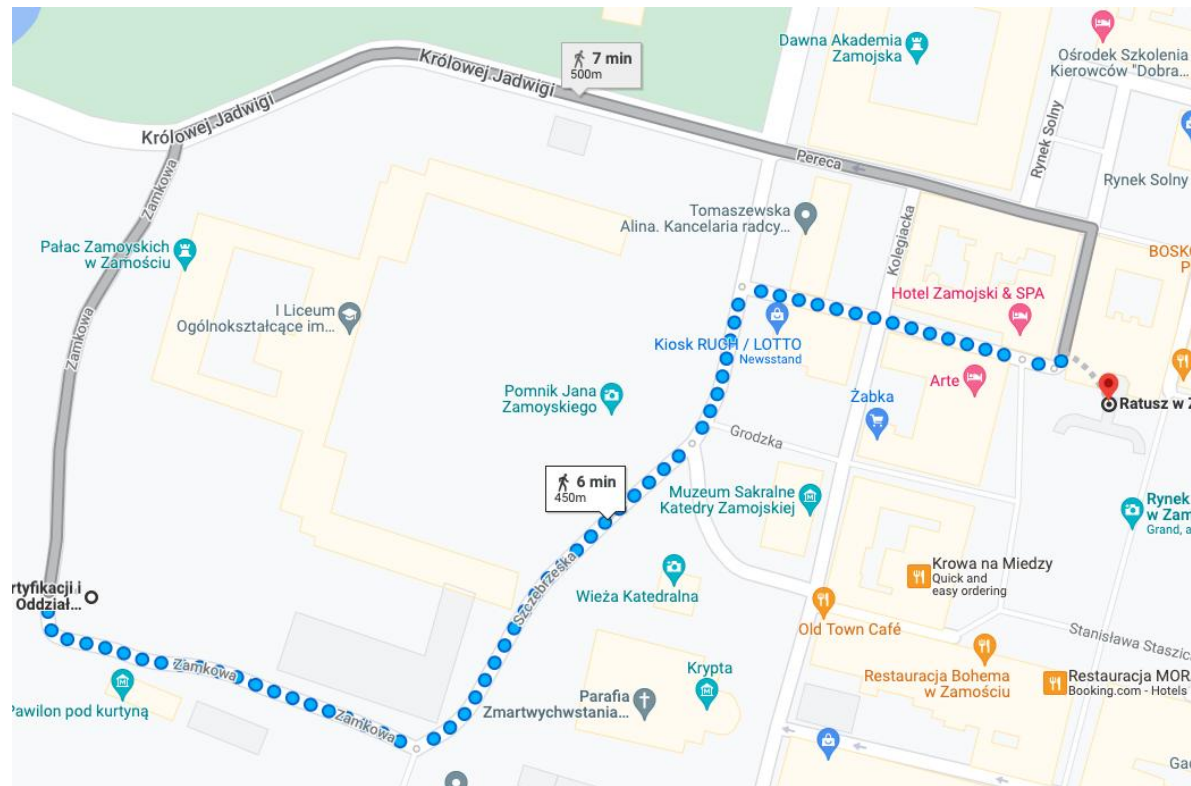 Dawna Akademia
Zamojska
Ośrodek Szkolenia
Kierowców "Dobra...
7 min
500m
Królowej Jadwigi
Królowej Jadwigi
Pereca
Rynek Solny
Rynek Solny
Zamkowa
Tomaszewska
Alina. Kancelaria radcy...
Kolegiacka
Pałac Zamoyskich
w Zamościu
BOSK
P
I Liceum
Ogólnokształcące im...
Hotel Zamojski & SPA
Kiosk RUCH / LOTTO
Newsstand
Zamkowa
Arte
Pomnik Jana
Zamoyskiego
Żabka
Ratusz w Z
Grodzka
6 min
450m
Muzeum Sakralne
Katedry Zamojskiej
Rynek
w Zam
Grand, a
Krowa na Miedzy
Quick and
easy ordering
rtyfikacji i
Oddział...
Szczebrzeska
Wieża Katedralna
Old Town Café
Stanisława Staszic
Zamkowa
Krypta
Restauracja Bohema
w Zamościu
Restauracja MOR
Booking.com - Hotels
Pawilon pod kurtyną
Parafia
Zmartwychwstania...
Zamkowa
Gag